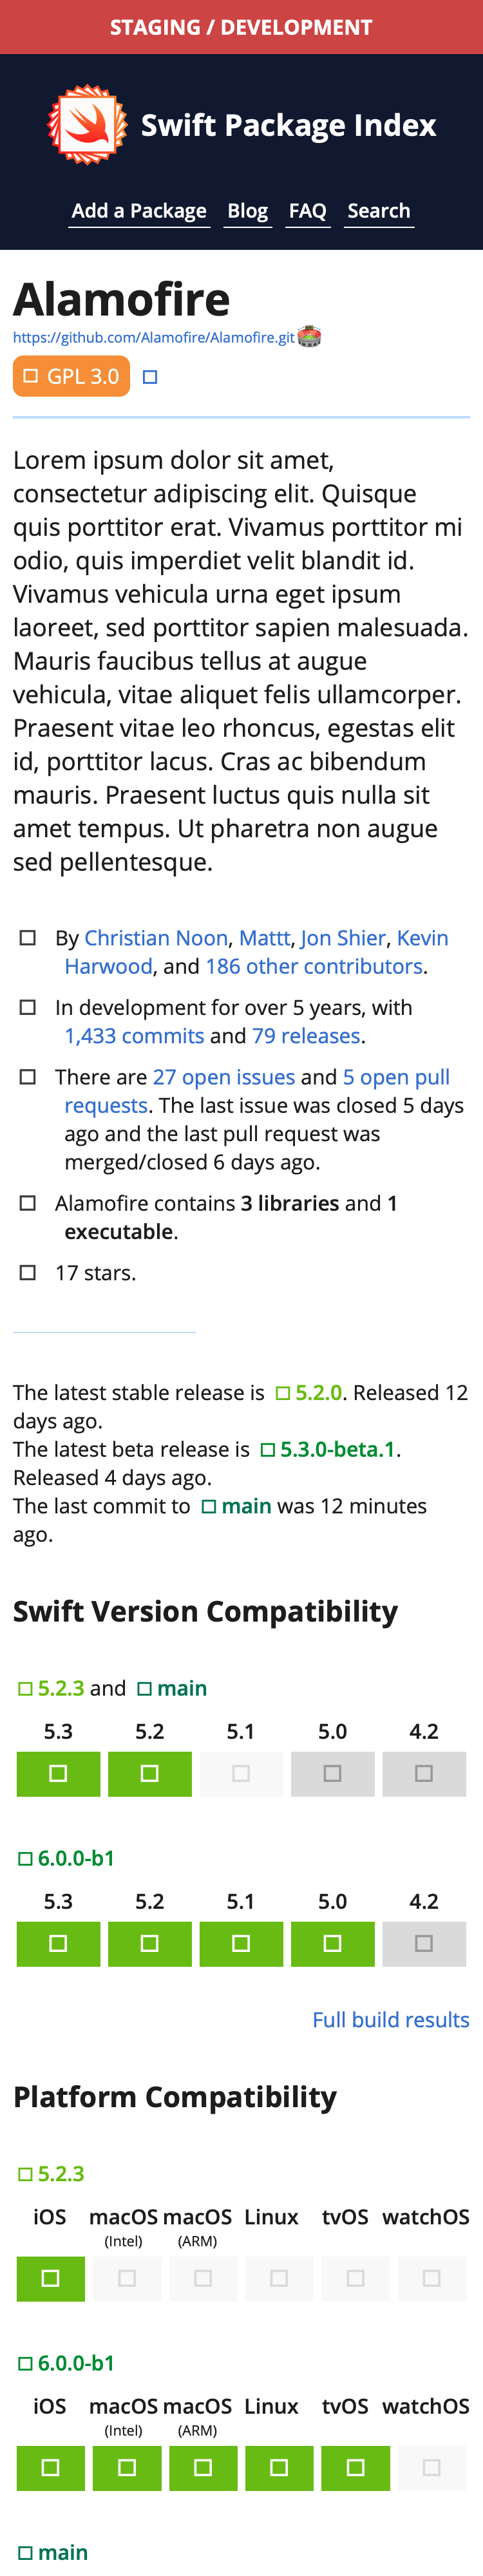 STAGING / DEVELOPMENT
Swift Package Index
Add a Package Blog FAQ Search
Alamofire
https://github.com/Alamofire/Alamofire.git
GPL 3.0
Lorem ipsum dolor sit amet,
consectetur adipiscing elit. Quisque
quis porttitor erat. Vivamus porttitor mi
odio, quis imperdiet velit blandit id.
Vivamus vehicula urna eget ipsum
laoreet, sed porttitor sapien malesuada.
Mauris faucibus tellus at augue
vehicula, vitae aliquet felis ullamcorper.
Praesent vitae leo rhoncus, egestas elit
id, porttitor lacus. Cras ac bibendum
mauris. Praesent luctus quis nulla sit
amet tempus. Ut pharetra non augue
sed pellentesque.
By Christian Noon, Mattt, Jon Shier, Kevin
Harwood, and 186 other contributors.
In development for over 5 years, with
1,433 commits and 79 releases.
There are 27 open issues and 5 open pull
requests. The last issue was closed 5 days
ago and the last pull request was
merged/closed 6 days ago.
Alamofire contains 3 libraries and 1
executable.
17 stars.
The latest stable release is 5.2.0. Released 12
days ago.
The latest beta release is 5.3.0-beta.1.
Released 4 days ago.
The last commit to main was 12 minutes
ago.
Swift Version Compatibility
5.2.3 and main
5.3 5.2 5.1 5.0 4.2
6.0.0-b1
5.3 5.2 5.1 5.0 4.2
Full build results
Platform Compatibility
5.2.3
iOS macOS macOS Linux tvOS watchOS
(Intel) (ARM)
6.0.0-b1
iOS macOS macOS Linux tvOS watchOS
(Intel) (ARM)
main